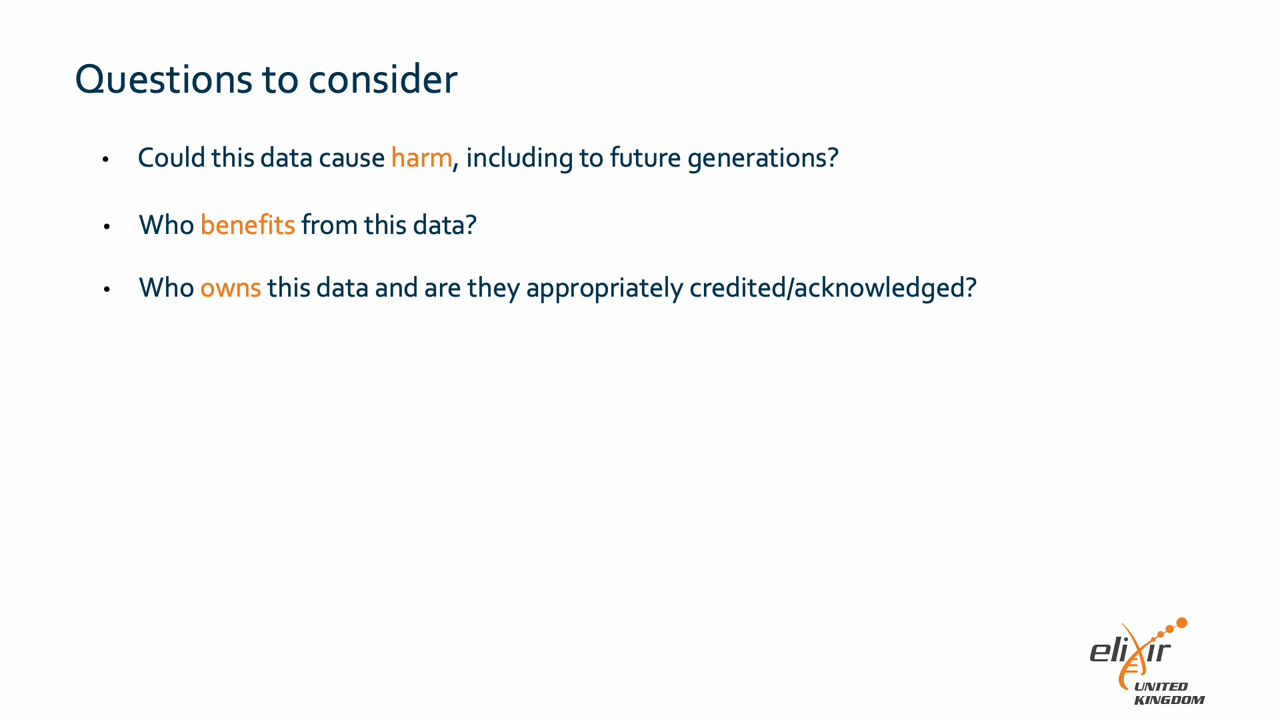 Questions to consider
• Could this data cause harm, including to future generations?
• Who benefits from this data?
• Who owns this data and are they appropriately credited/acknowledged?
elixir
UNITED
KINGDOM